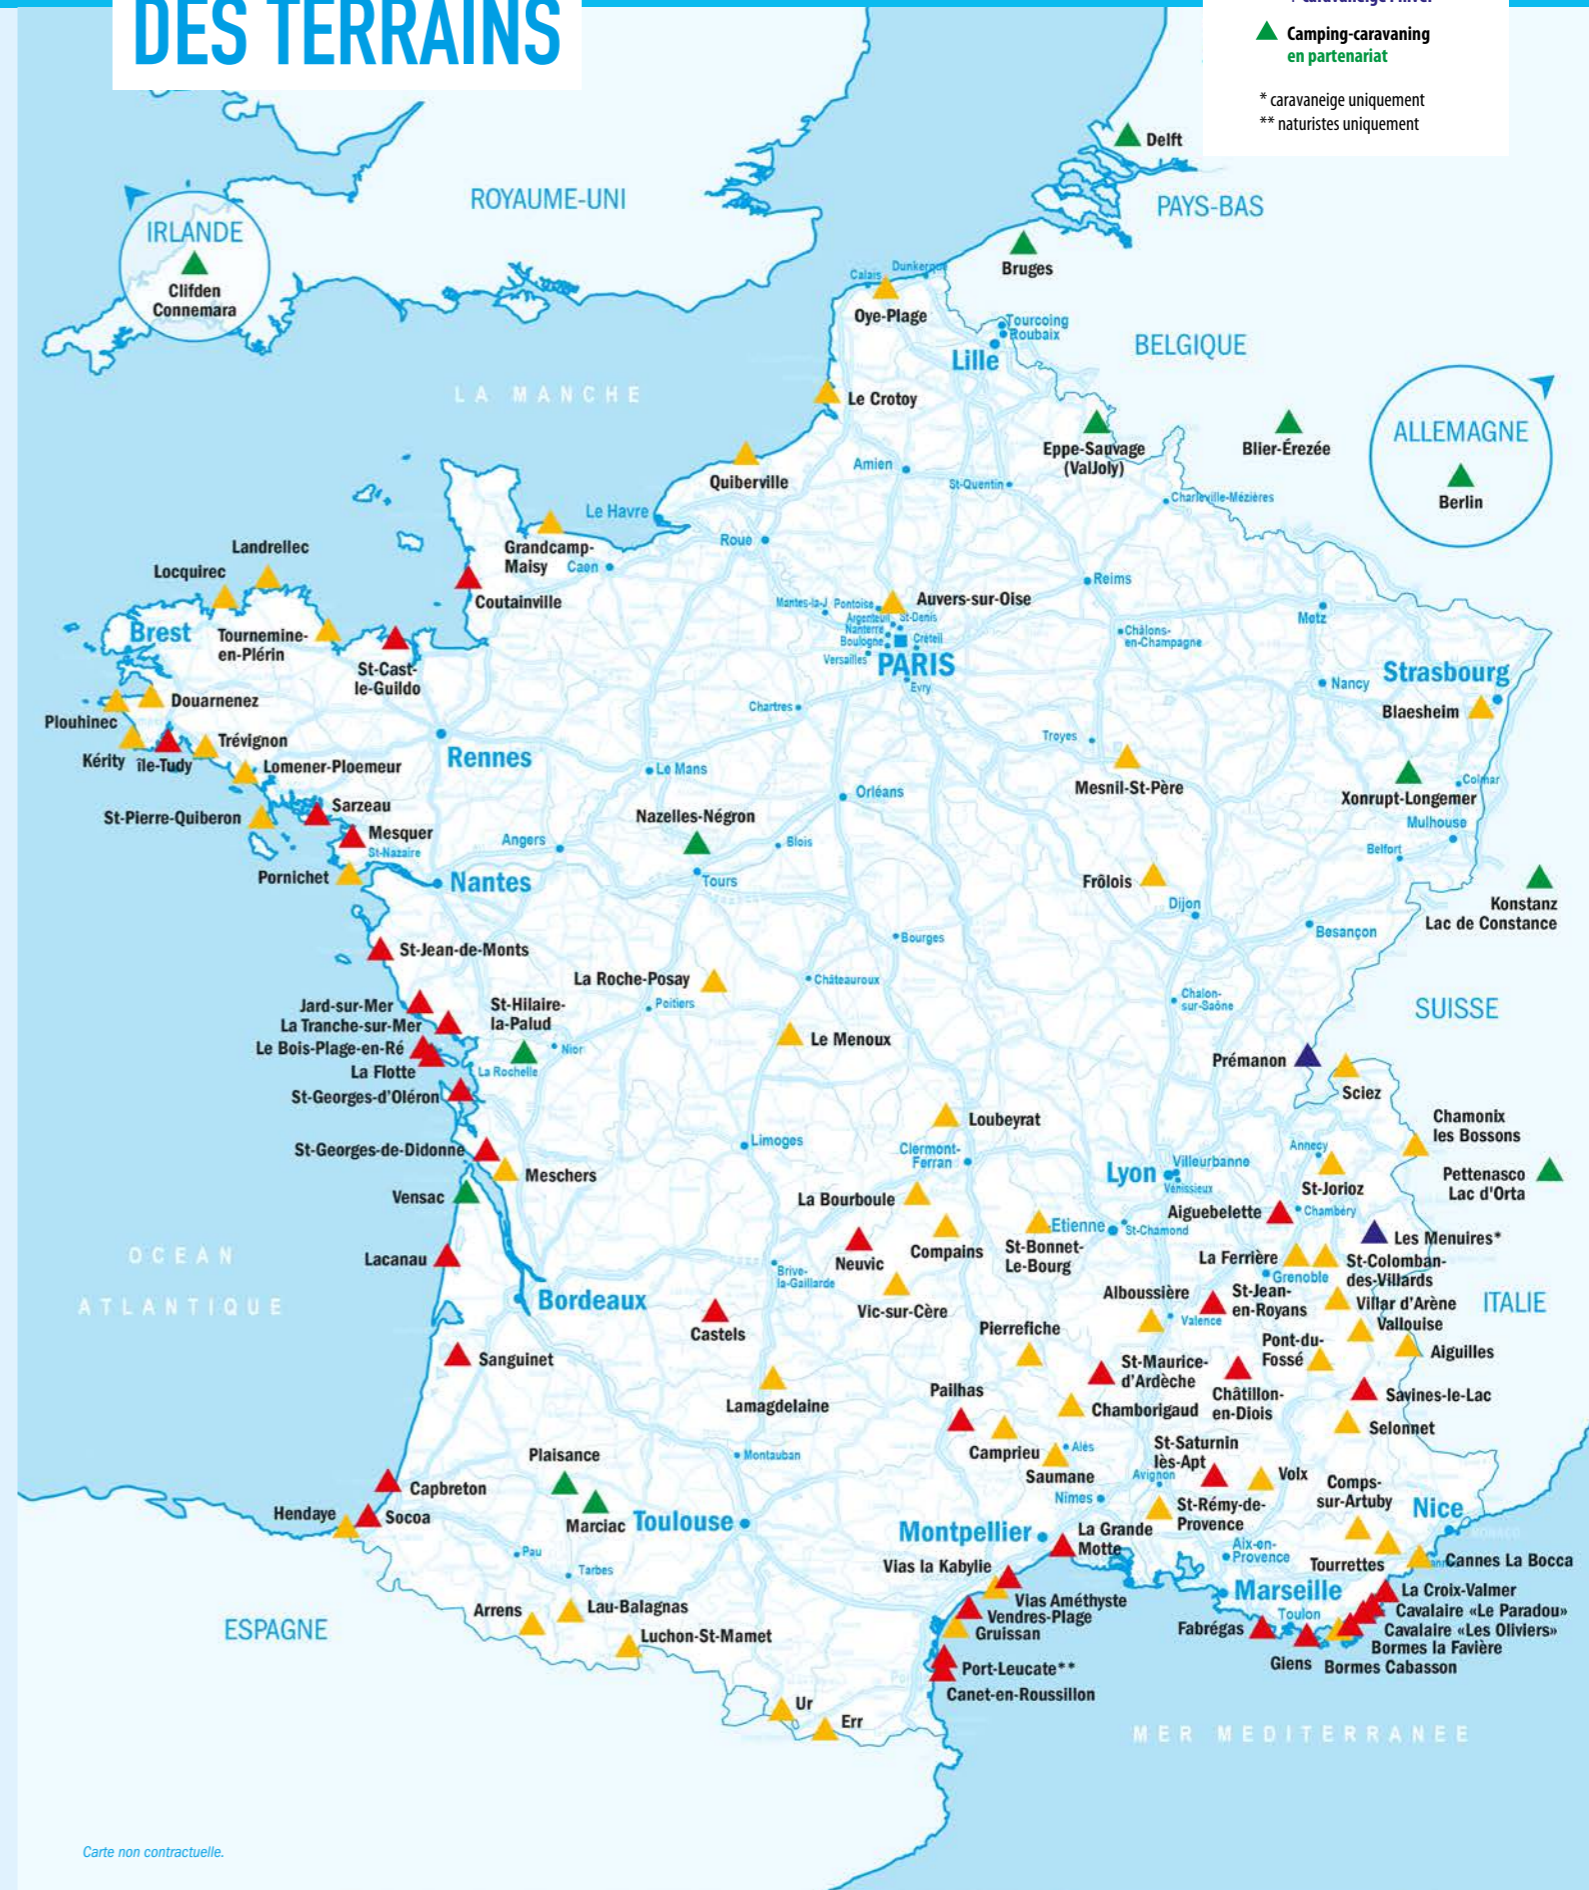 DES TERRAINS
Camping-caravaning
en partenariat
* caravaneige uniquement
** naturistes uniquement
Delft
ROYAUME-UNI
PAYS-BAS
IRLANDE
Clifden
Connemara
Bruges
Calais
Dunkerque
Oye-Plage
Tourcoing
Roubaix
Lille
BELGIQUE
LA MANCHE
Le Crotoy
ALLEMAGNE
Berlin
Eppe-Sauvage
(ValJoly)
Blier-Érezée
Quiberville
Amien
St-Quentin
Charleville-Mézières
Le Havre
Roue
Grandcamp-
Maisy
Caen
Landrellec
Locquirec
Coutainville
Reims
Metz
Mantes-la-J
Pontoise
Auvers-sur-Oise
Argenteuil
St-Denis
Nanterre
Boulogne
Créteil
Versailles
PARIS
Evry
Châlons-
en-Champagne
Brest
Tournemine-
en-Plérin
St-Cast-
le-Guildo
Nancy
Strasbourg
Blaesheim
Douarnenez
Plouhinec
Chartres
Kérity
île-Tudy
Trévignon
Rennes
Troyes
Lomener-Ploemeur
Le Mans
Mesnil-St-Père
Colmar
Xonrupt-Longemer
Orléans
Sarzeau
St-Pierre-Quiberon
Nazelles-Négron
Mulhouse
Mesquer
St-Nazaire
Angers
Blois
Belfort
Pornichet
Nantes
Tours
Frôlois
Dijon
Konstanz
Lac de Constance
Besançon
Bourges
St-Jean-de-Monts
La Roche-Posay
Châteauroux
Poitiers
Chalon-
sur-Saône
SUISSE
Jard-sur-Mer
St-Hilaire-
la-Palud
La Tranche-sur-Mer
Le Bois-Plage-en-Ré
Nior
Le Menoux
La Flotte
La Rochelle
Prémanon
Sciez
St-Georges-d'Oléron
Loubeyrat
Chamonix
les Bossons
St-Georges-de-Didonne
Limoges
Clermont-
Ferran
Annecy
Villeurbanne
Lyon
Vénissieux
Meschers
St-Jorioz
Pettenasco
Lac d'Orta
Vensac
La Bourboule
Aiguebelette
Chambéry
Compains
Etienne
St-Chamond
Les Menuires*
OCEAN
ATLANTIQUE
Lacanau
Neuvic
St-Bonnet-
Le-Bourg
La Ferrière
St-Colomban-
des-Villards
Brive-
la-Gaillarde
Grenoble
Bordeaux
Vic-sur-Cère
Alboussière
St-Jean-
en-Royans
Villar d'Arène
ITALIE
Castels
Valence
Vallouise
Pierrefiche
Pont-du-
Fossé
Aiguilles
Sanguinet
St-Maurice-
d'Ardèche
Pailhas
Châtillon-
en-Diois
Savines-le-Lac
Lamagdelaine
Chamborigaud
Selonnet
Montauban
Camprieu
Alès
St-Saturnin
lès-Apt
Plaisance
Saumane
Avignon
Volx
Comps-
sur-Artuby
Capbreton
Nîmes
St-Rémy-de-
Provence
Nice
MONACO
Hendaye
Socoa
Marciac
Toulouse
Montpellier
La Grande
Motte
Aix-en-
Provence
Tourrettes
Cannes La Bocca
Pau
Tarbes
Vias la Kabylie
Vias Améthyste
Marseille
La Croix-Valmer
Arrens
Lau-Balagnas
Vendres-Plage
Toulon
Cavalaire «Le Paradou»
ESPAGNE
Gruissan
Fabrégas
Cavalaire «Les Oliviers»
Luchon-St-Mamet
Bormes la Favière
Giens
Bormes Cabasson
Port-Leucate**
Canet-en-Roussillon
Ur
Err
MER MEDITERRANEE
Carte non contractuelle.